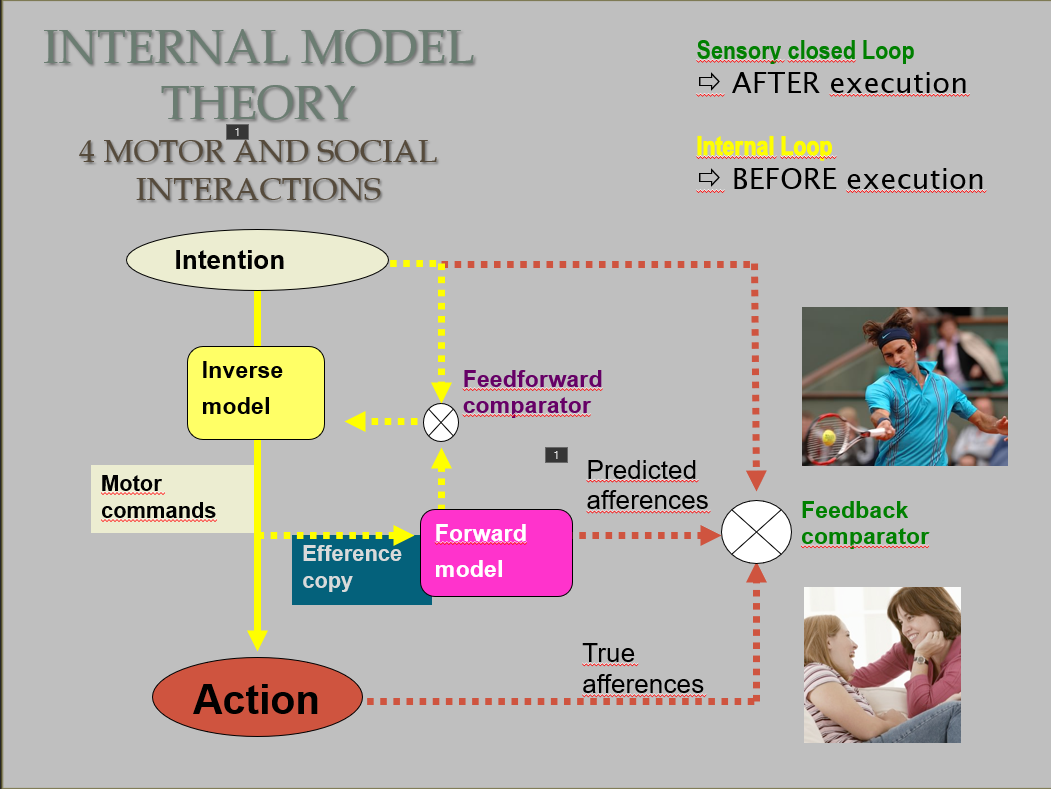 INTERNAL MODEL
THEORY
1
4 MOTOR AND SOCIAL
INTERACTIONS
Sensory closed Loop
⇨ AFTER execution
Internal Loop
⇨ BEFORE execution
Intention
Inverse
model
Feedforward
comparator
1
Motor
commands
Predicted
afferences
Efference
copy
Forward
model
Feedback
comparator
True
afferences
Action